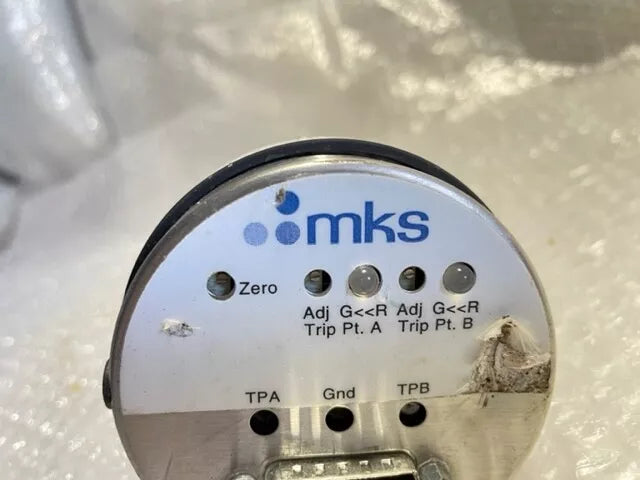 mks
Zero
Adj G<<R Adj G<<R
Trip Pt. A Trip Pt. B
TPA Gnd TPB